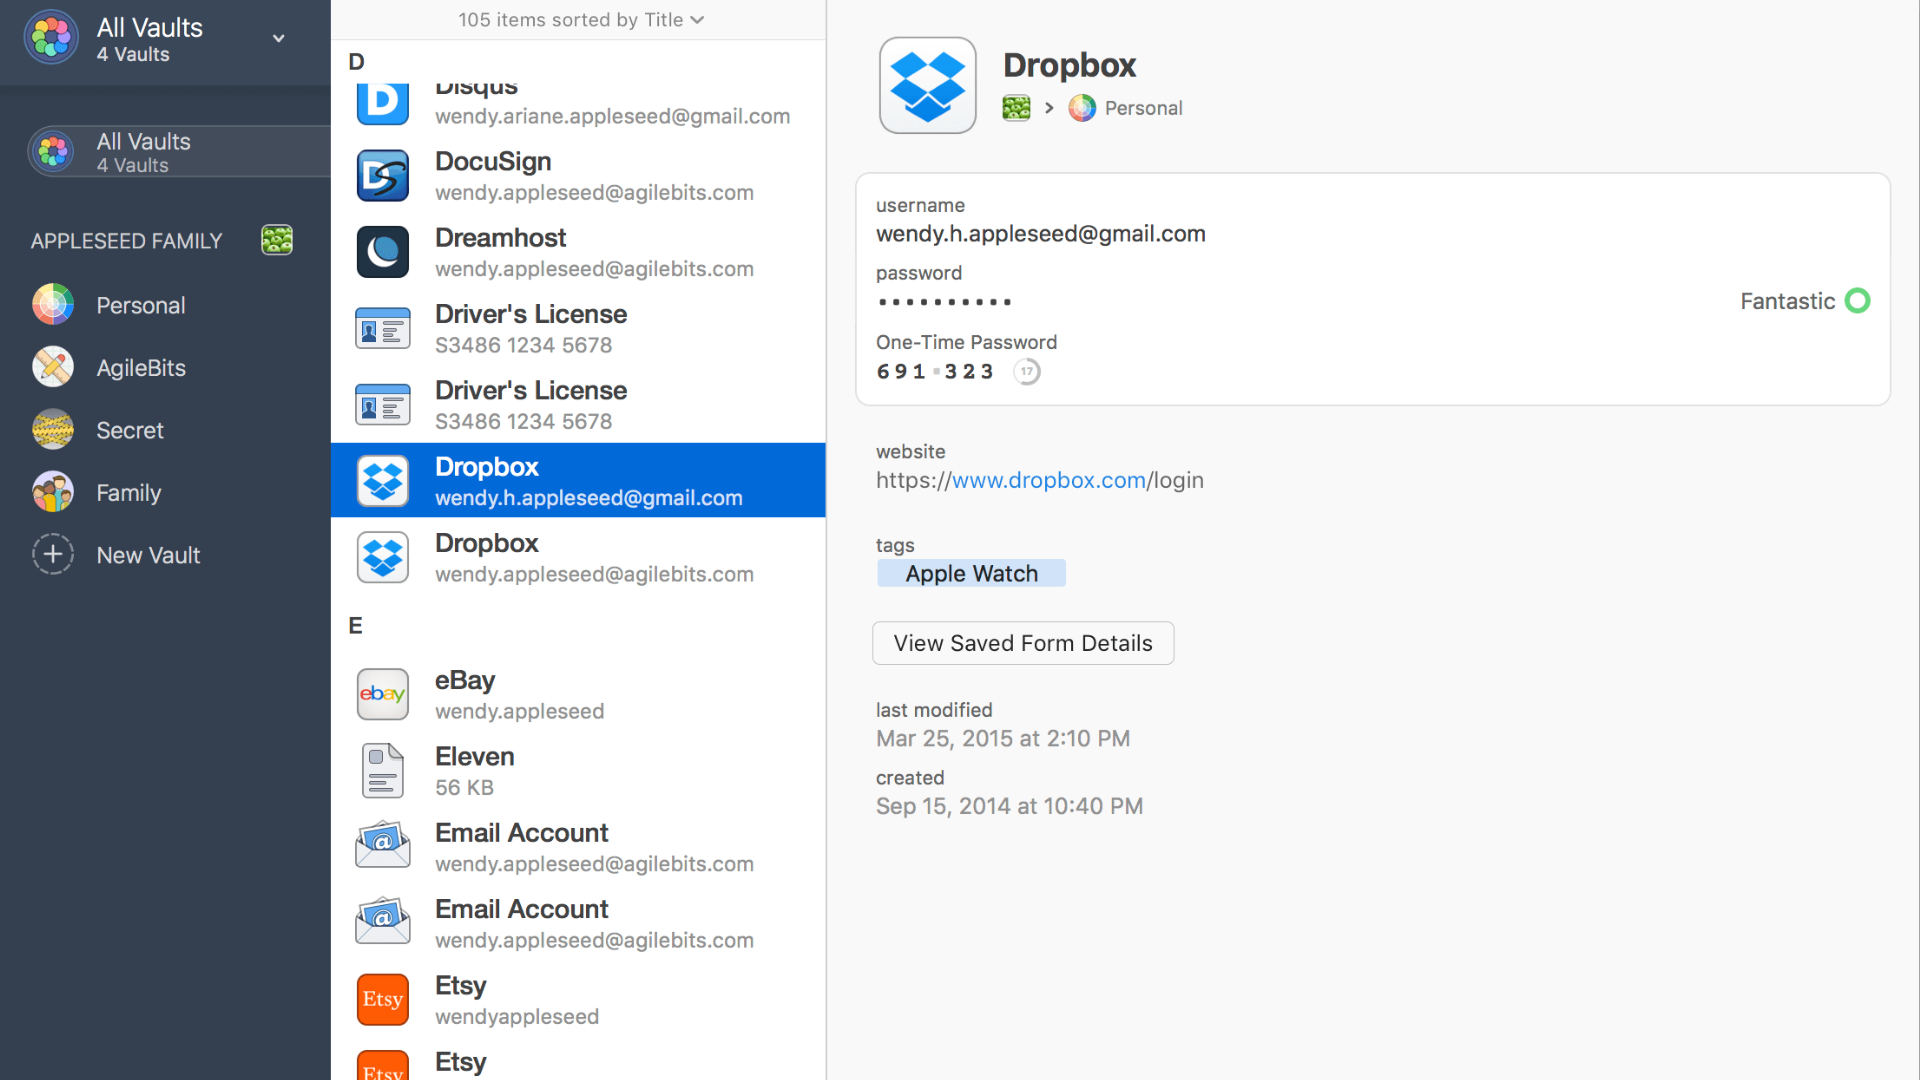 All Vaults
4 Vaults
All Vaults
4 Vaults
APPLESEED FAMILY
Personal
AgileBits
Secret
Family
New Vault
105 items sorted by Title
D
Disqus
wendy.ariane.appleseed@gmail.com
DocuSign
wendy.appleseed@agilebits.com
Dreamhost
wendy.appleseed@agilebits.com
Driver's License
S3486 1234 5678
Driver's License
S3486 1234 5678
Dropbox
wendy.h.appleseed@gmail.com
Dropbox
wendy.appleseed@agilebits.com
E
ebay
eBay
wendy.appleseed
Eleven
56 KB
Email Account
wendy.appleseed@agilebits.com
Email Account
wendy.appleseed@agilebits.com
Etsy
Etsy
wendyappleseed
Etsy
Etsy
Dropbox
> Personal
username
wendy.h.appleseed@gmail.com
password
••••••••••
Fantastic
One-Time Password
691 323 17
website
https://www.dropbox.com/login
tags
Apple Watch
View Saved Form Details
last modified
Mar 25, 2015 at 2:10 PM
created
Sep 15, 2014 at 10:40 PM